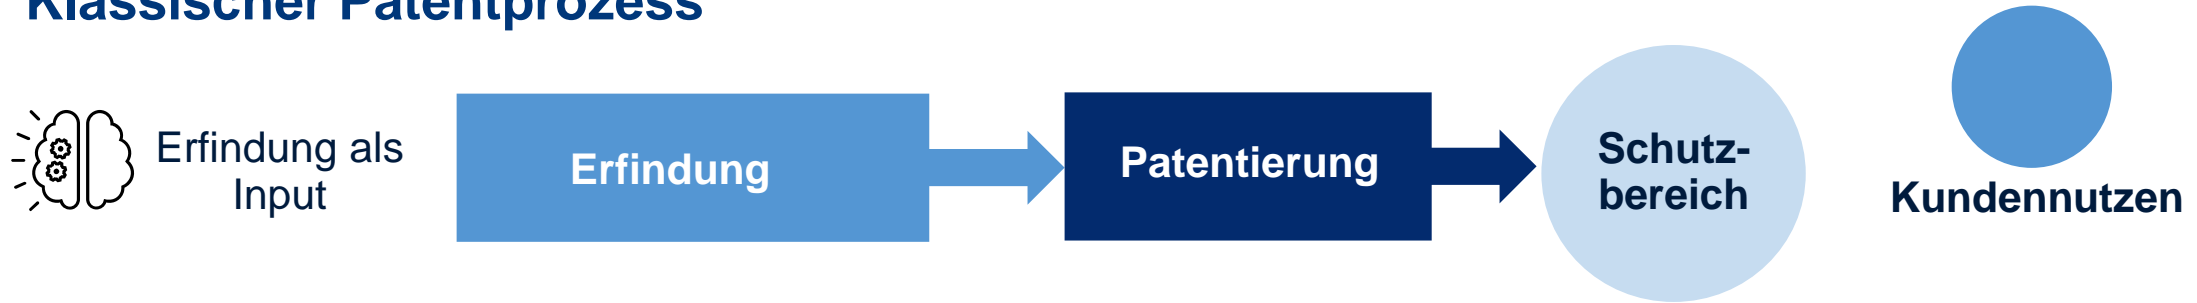 Klassischer Patentprozess
Erfindung als
Input
Erfindung
Patentierung
Schutz-
bereich
Kundennutzen